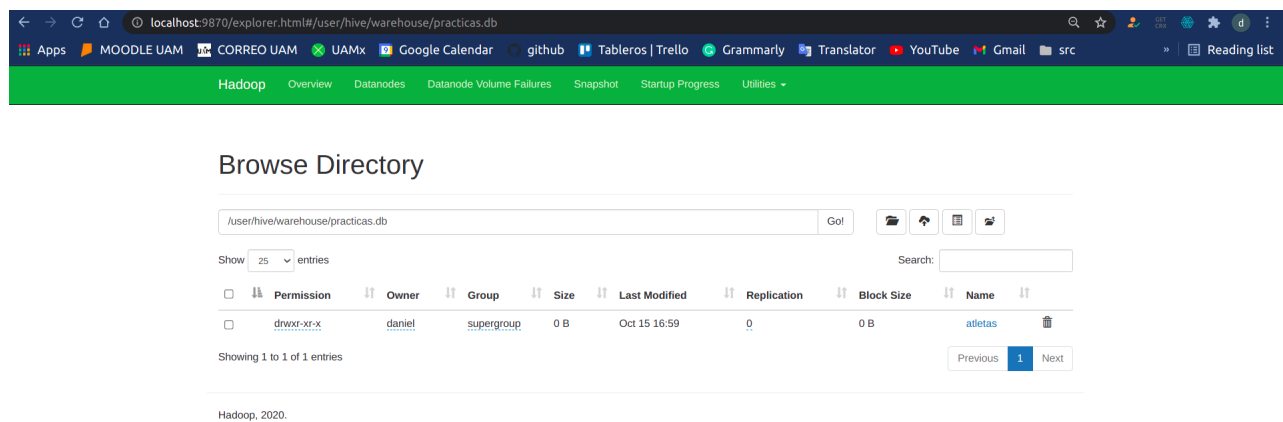 localhost:9870/explorer.html#/user/hive/warehouse/practicas.db GET CRX d
Apps MOODLE UAM UAM CORREO UAM UAMx 9 Google Calendar github Tableros | Trello G Grammarly Translator YouTube Gmail src » Reading list
Hadoop Overview Datanodes Datanode Volume Failures Snapshot Startup Progress Utilities
Browse Directory
/user/hive/warehouse/practicas.db Go!
Show 25 entries Search:
Permission Owner Group Size Last Modified Replication Block Size Name
drwxr-xr-x daniel supergroup 0 B Oct 15 16:59 0 0 B atletas
Showing 1 to 1 of 1 entries Previous 1 Next
Hadoop, 2020.